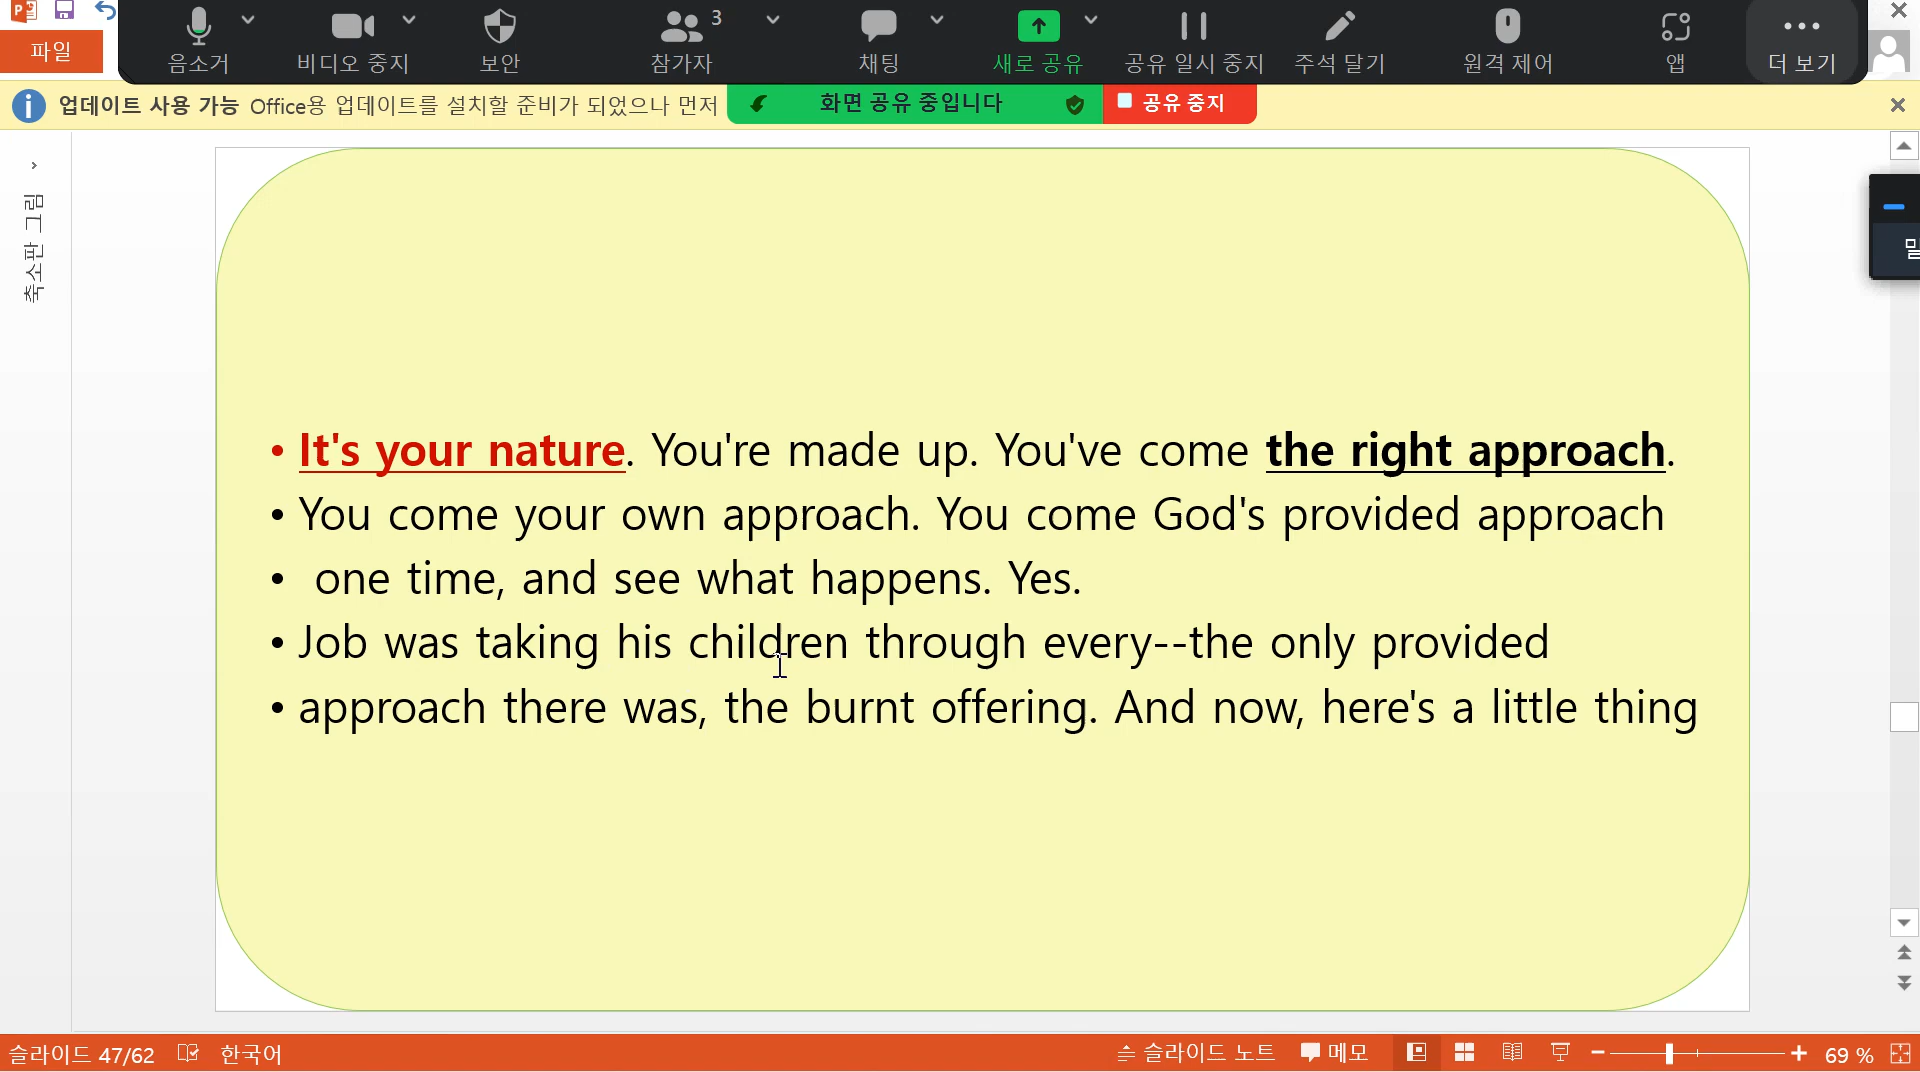 음소거
비디오 중지
보안
3
참가자
채팅
새로 공유
공유 일시 중지
주석 달기
원격 제어
앱
더 보기
파일
업데이트 사용 가능 Office용 업데이트를 설치할 준비가 되었으나 먼저
화면 공유 중입니다
공유 중지
축소판 그림
• It's your nature. You're made up. You've come the right approach.
• You come your own approach. You come God's provided approach
• one time, and see what happens. Yes.
• Job was taking his children through every--the only provided
• approach there was, the burnt offering. And now, here's a little thing
슬라이드 47/62
한국어
슬라이드 노트
메모
69 %